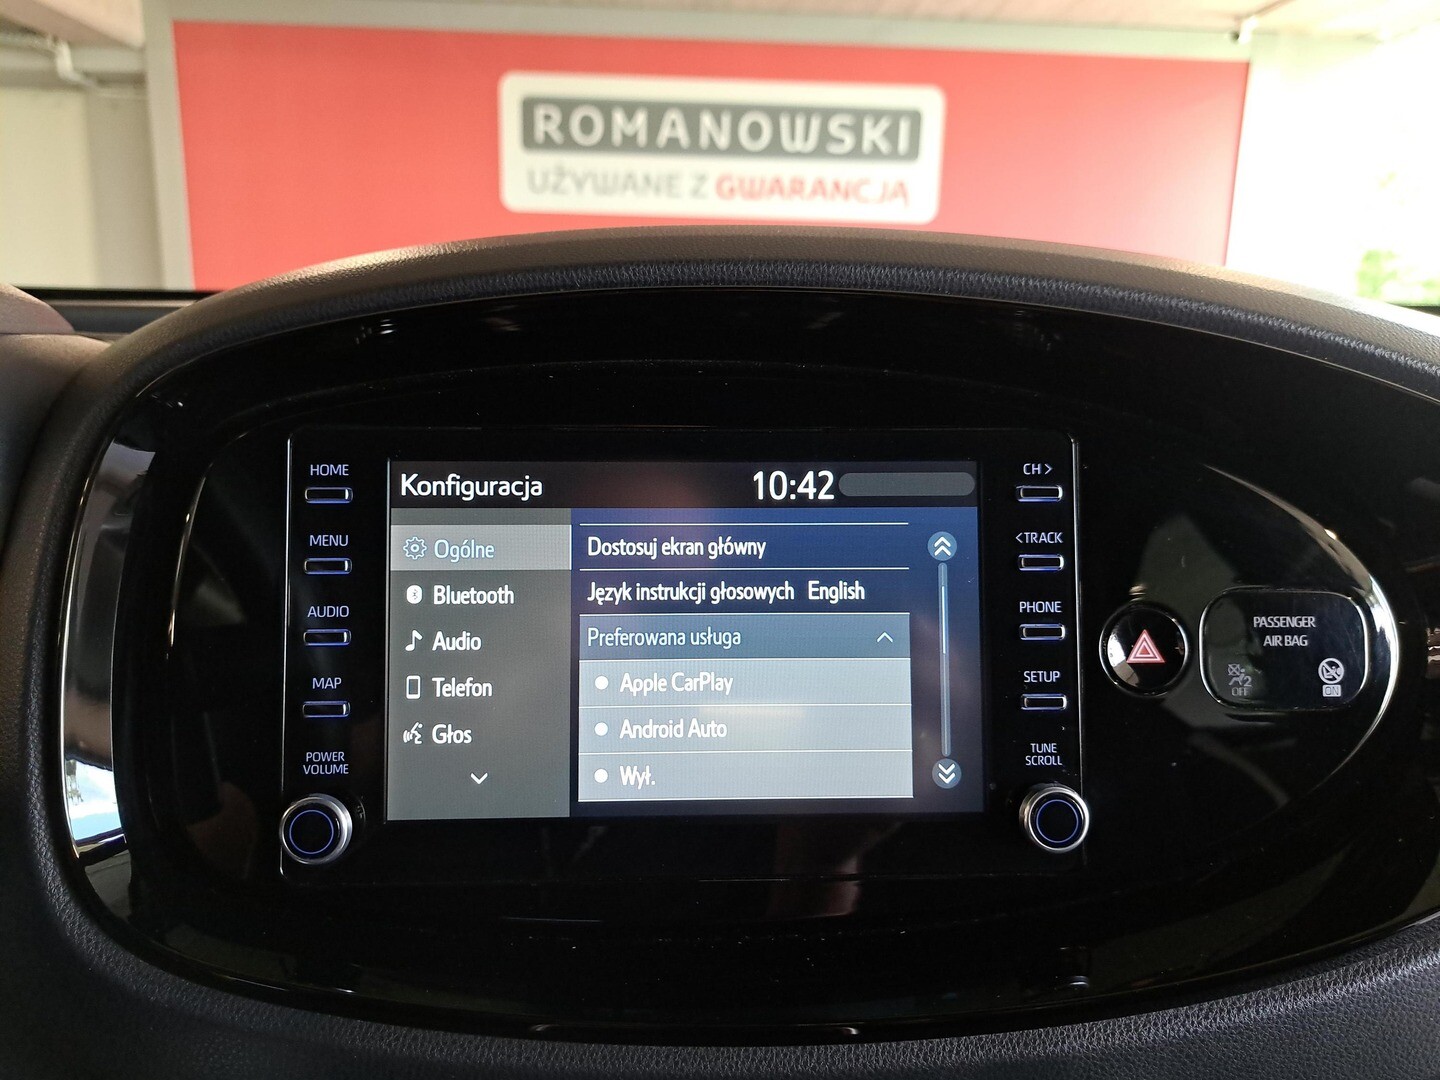 ROMANOWSKI
UŻYWANE Z GWARANCJĄ
HOME
MENU
AUDIO
MAP
POWER
VOLUME
Konfiguracja
10:42
Ogólne
Bluetooth
Audio
Telefon
Głos
Dostosuj ekran główny
Język instrukcji głosowych English
Preferowana usługa
Apple CarPlay
Android Auto
Wył.
CH >
<TRACK
PHONE
SETUP
TUNE
SCROLL
PASSENGER
AIR BAG
2
OFF
ON